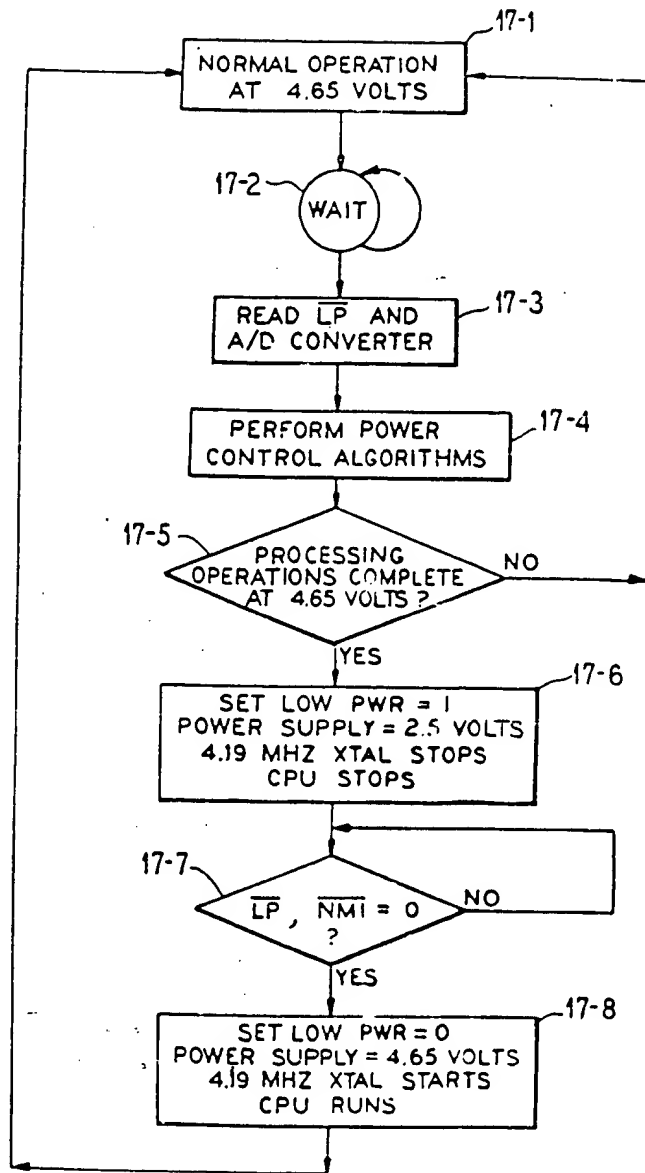 17-1
NORMAL OPERATION
AT 4.65 VOLTS
17-2
WAIT
17-3
READ L̅P̅ AND
A/D CONVERTER
17-4
PERFORM POWER
CONTROL ALGORITHMS
17-5
PROCESSING
OPERATIONS COMPLETE
AT 4.65 VOLTS ?
NO
YES
17-6
SET LOW PWR = 1
POWER SUPPLY = 2.5 VOLTS
4.19 MHZ XTAL STOPS
CPU STOPS
17-7
L̅P̅ , N̅M̅I̅ = 0
?
NO
YES
17-8
SET LOW PWR = 0
POWER SUPPLY = 4.65 VOLTS
4.19 MHZ XTAL STARTS
CPU RUNS